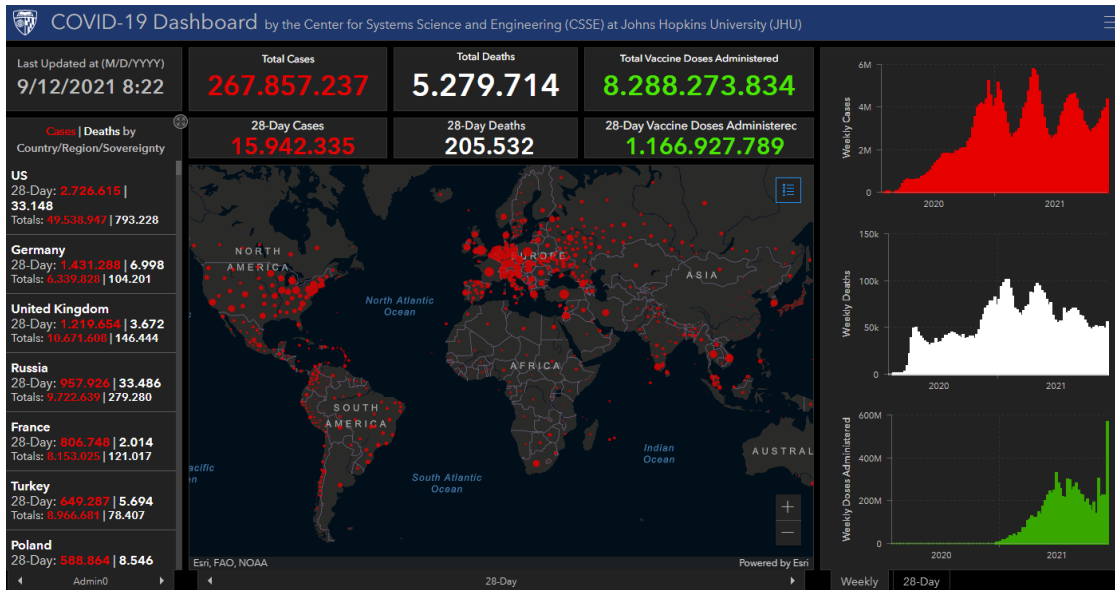 COVID-19 Dashboard by the Center for Systems Science and Engineering (CSSE) at Johns Hopkins University (JHU)
Last Updated at (M/D/YYYY)
9/12/2021 8:22
Cases | Deaths by
Country/Region/Sovereignty
US
28-Day: 2.726.615 |
33.148
Totals: 49.538.947 | 793.228
Germany
28-Day: 1.431.288 | 6.998
Totals: 6.339.828 | 104.201
United Kingdom
28-Day: 1.219.654 | 3.672
Totals: 10.671.608 | 146.444
Russia
28-Day: 957.926 | 33.486
Totals: 9.722.639 | 279.280
France
28-Day: 806.748 | 2.014
Totals: 8.153.025 | 121.017
Turkey
28-Day: 649.287 | 5.694
Totals: 8.966.681 | 78.407
Poland
28-Day: 588.864 | 8.546
Admin0
Total Cases
267.857.237
Total Deaths
5.279.714
Total Vaccine Doses Administered
8.288.273.834
28-Day Cases
15.942.335
28-Day Deaths
205.532
28-Day Vaccine Doses Administerec
1.166.927.789
NORTH
AMERICA
EUROPE
ASIA
North Atlantic
Ocean
AFRICA
SOUTH
AMERICA
Indian
Ocean
AUSTRAL
acific
n
South Atlantic
Ocean
+
−
Esri, FAO, NOAA
Powered by Esri
28-Day
Weekly Cases
6M
4M
2M
0
2020
2021
Weekly Deaths
150k
100k
50k
0
2020
2021
Weekly Doses Administered
600M
400M
200M
0
2020
2021
Weekly
28-Day